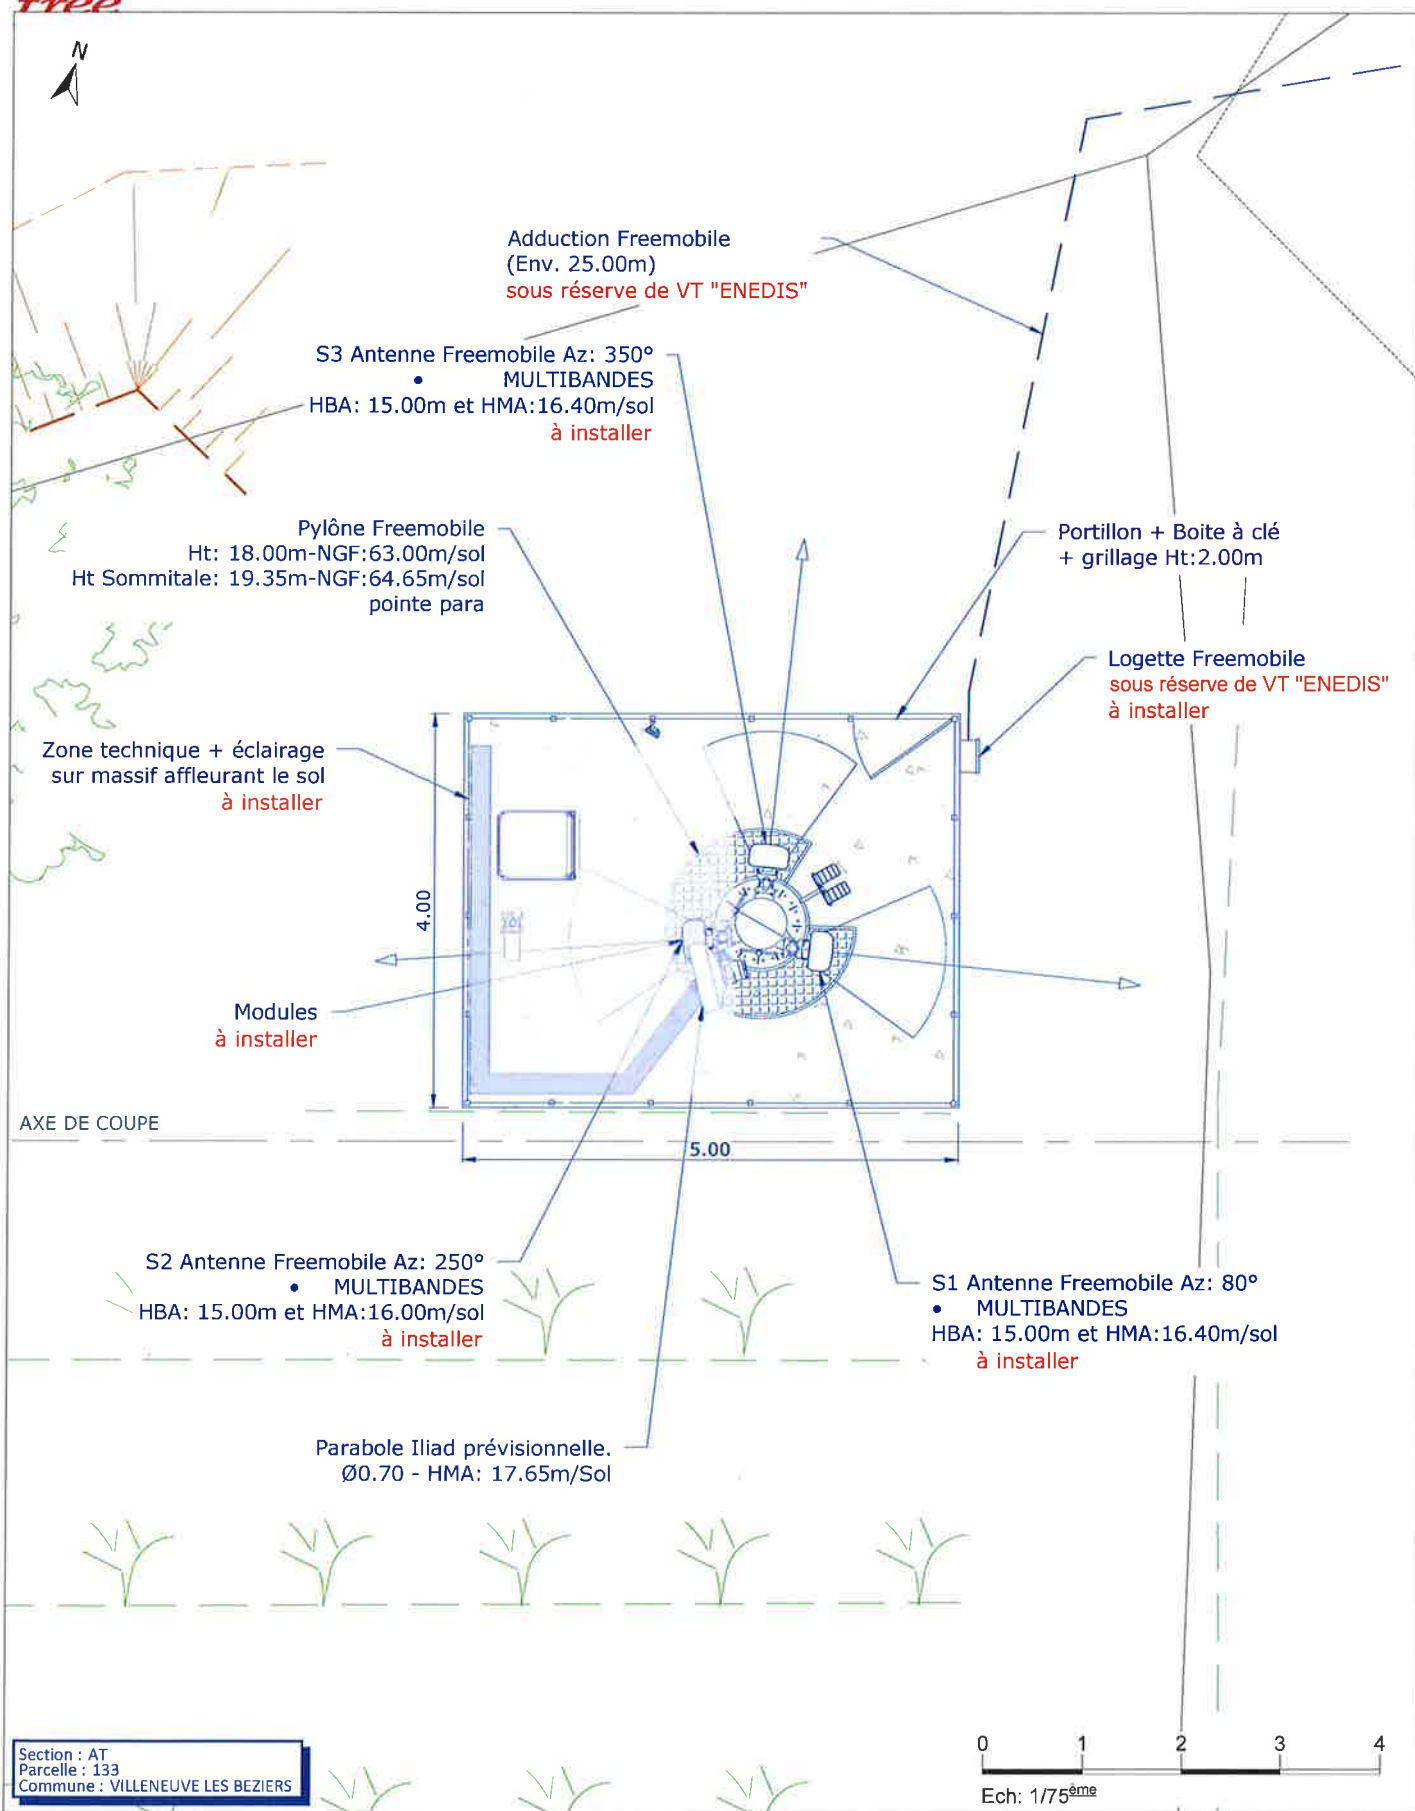 free
N
Adduction Freemobile
(Env. 25.00m)
sous réserve de VT "ENEDIS"
S3 Antenne Freemobile Az: 350°
• MULTIBANDES
HBA: 15.00m et HMA:16.40m/sol
à installer
Pylône Freemobile
Ht: 18.00m-NGF:63.00m/sol
Ht Sommitale: 19.35m-NGF:64.65m/sol
pointe para
Portillon + Boite à clé
+ grillage Ht:2.00m
Logette Freemobile
sous réserve de VT "ENEDIS"
à installer
Zone technique + éclairage
sur massif affleurant le sol
à installer
4.00
Modules
à installer
AXE DE COUPE
5.00
S2 Antenne Freemobile Az: 250°
• MULTIBANDES
HBA: 15.00m et HMA:16.00m/sol
à installer
S1 Antenne Freemobile Az: 80°
• MULTIBANDES
HBA: 15.00m et HMA:16.40m/sol
à installer
Parabole Iliad prévisionnelle.
Ø0.70 - HMA: 17.65m/Sol
Section : AT
Parcelle : 133
Commune : VILLENEUVE LES BEZIERS
0 1 2 3 4
Ech: 1/75ème